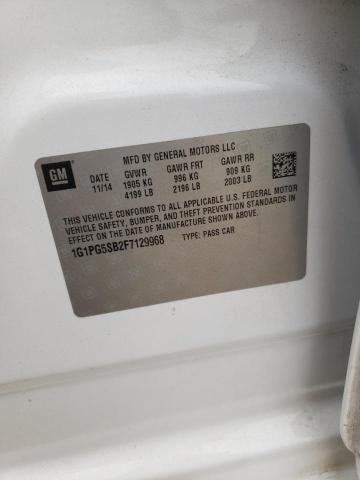 GM
MFD BY GENERAL MOTORS LLC
DATE GVWR GAWR FRT GAWR RR
11/14 1905 KG 996 KG 909 KG
4199 LB 2196 LB 2003 LB
THIS VEHICLE CONFORMS TO ALL APPLICABLE U.S. FEDERAL MOTOR
VEHICLE SAFETY, BUMPER, AND THEFT PREVENTION STANDARDS IN
EFFECT ON THE DATE OF MANUFACTURE SHOWN ABOVE.
1G1PG5SB2F7129968 TYPE: PASS CAR